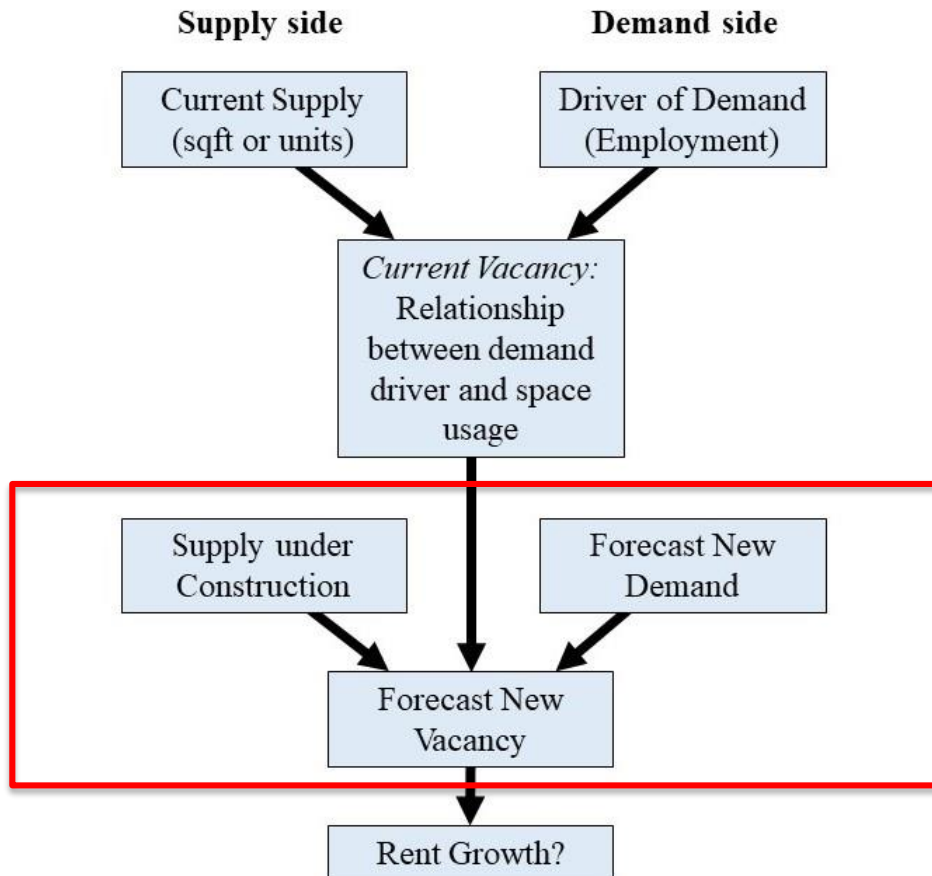 Supply side
Demand side
Current Supply
(sqft or units)
Driver of Demand
(Employment)
Current Vacancy:
Relationship
between demand
driver and space
usage
Supply under
Construction
Forecast New
Demand
Forecast New
Vacancy
Rent Growth?